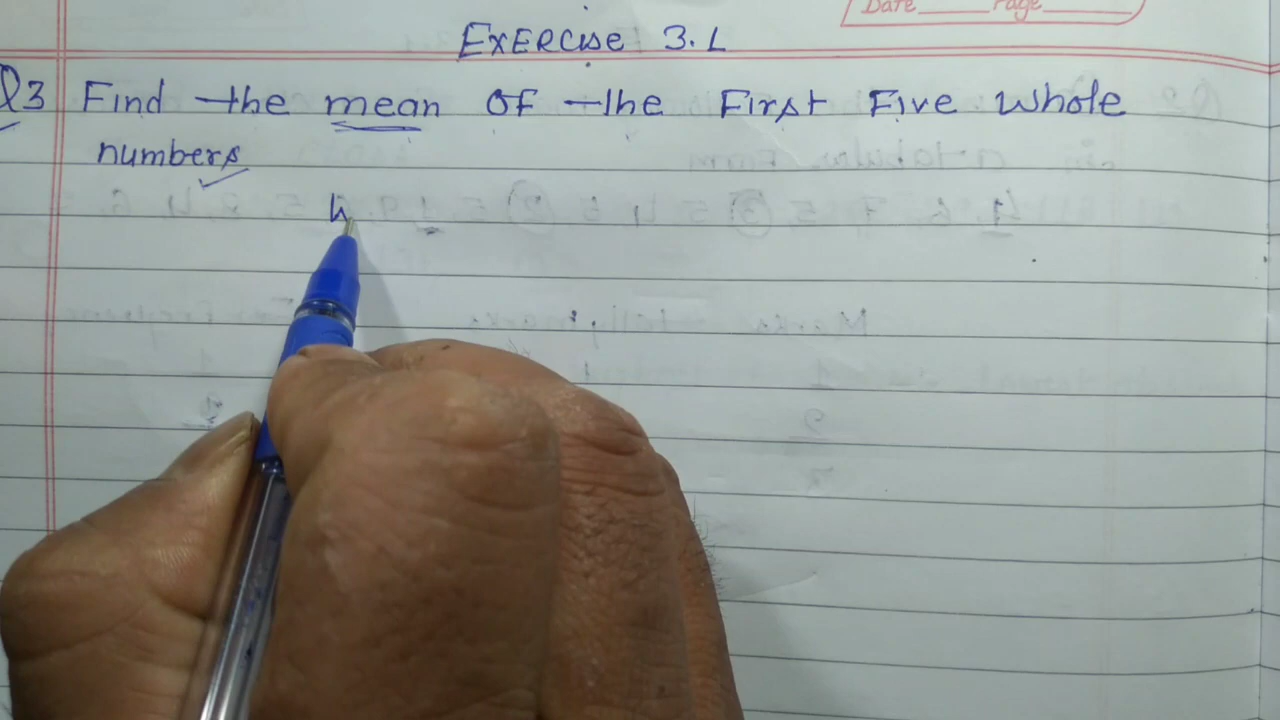 Date Page
EXERCISE 3.1
Q3 Find the mean OF the First Five whole
numbers